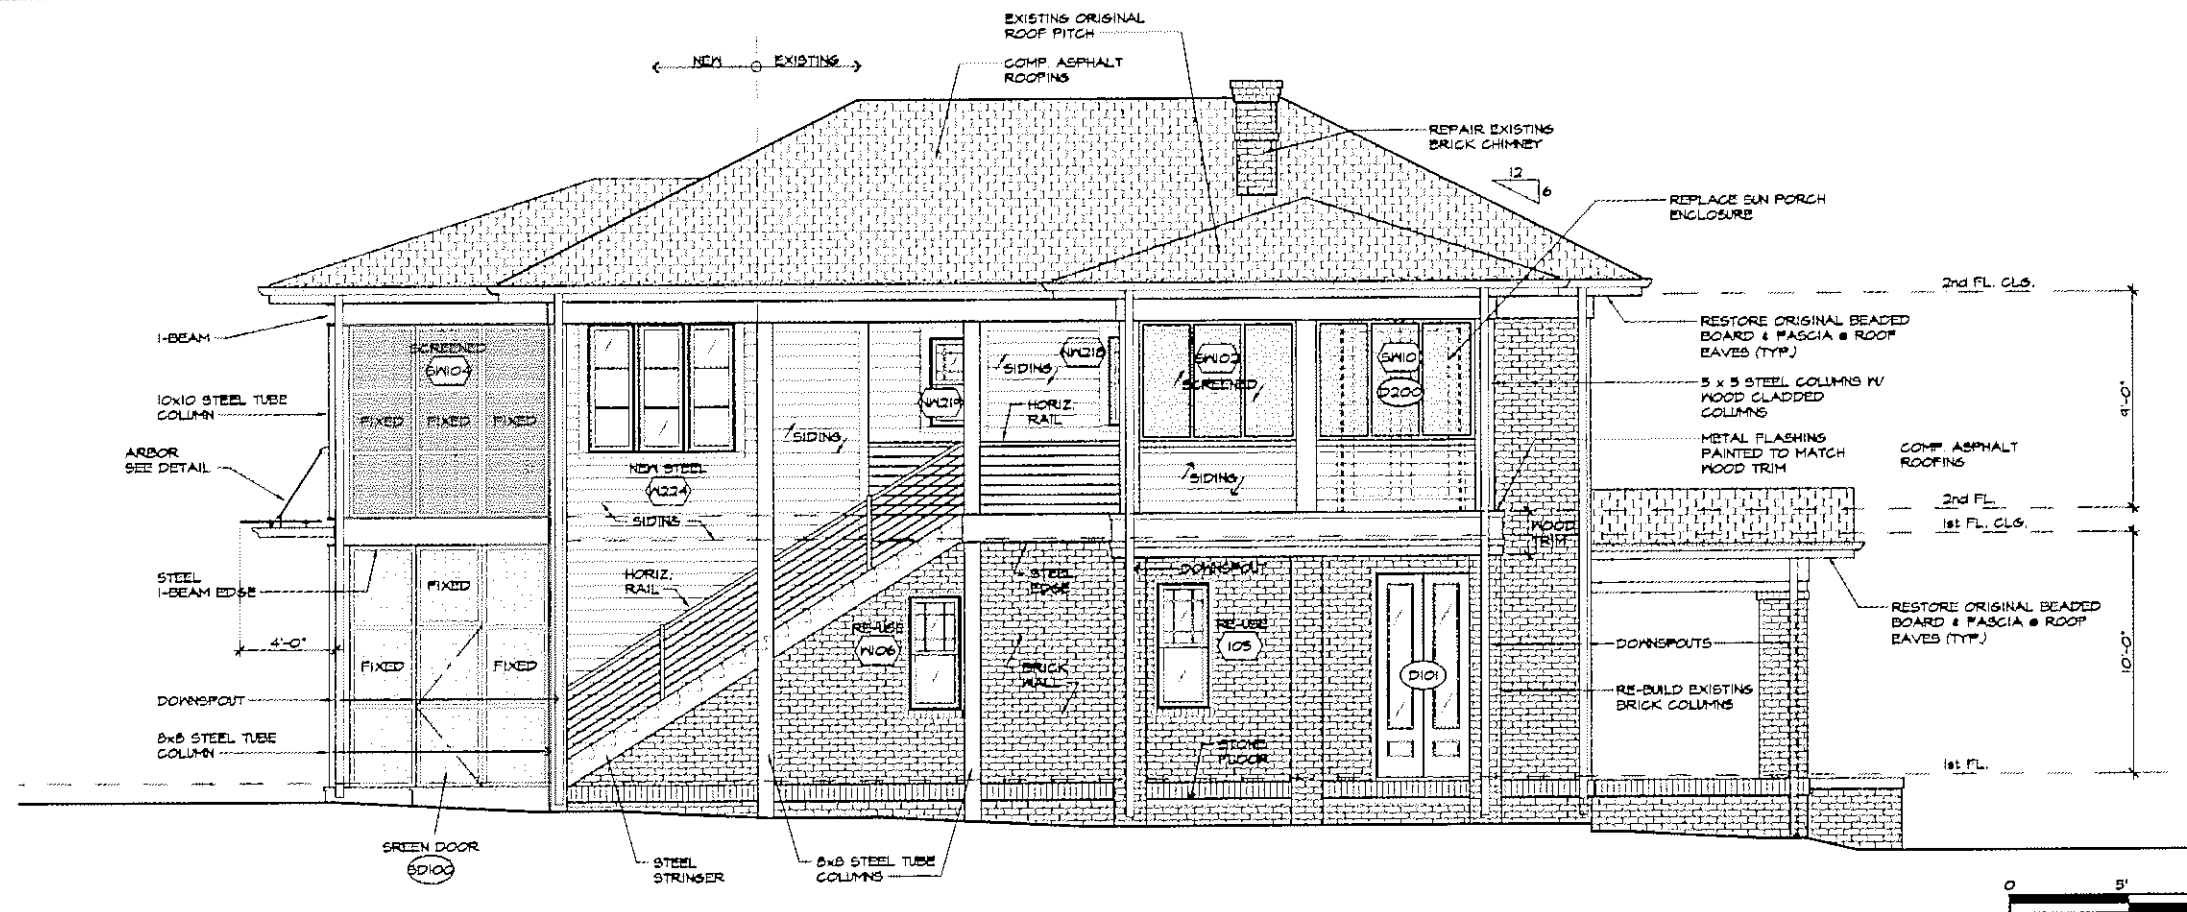 EXISTING ORIGINAL
ROOF PITCH
NEW
EXISTING
COMP. ASPHALT
ROOFING
REPAIR EXISTING
BRICK CHIMNEY
12
6
REPLACE SUN PORCH
ENCLOSURE
2nd FL. CLG.
I-BEAM
SCREENED
SW104
RESTORE ORIGINAL BEADED
BOARD & FASCIA @ ROOF
EAVES (TYP.)
NW218
SIDING
SW102
SCREENED
D200
5 x 5 STEEL COLUMNS W/
WOOD CLADDED
COLUMNS
9'-0"
10x10 STEEL TUBE
COLUMN
FIXED
FIXED
FIXED
NW219
HORIZ.
RAIL
SIDING
METAL FLASHING
PAINTED TO MATCH
WOOD TRIM
COMP. ASPHALT
ROOFING
ARBOR
SEE DETAIL
NEW STEEL
W224
SIDING
2nd FL.
SIDING
WOOD
TRIM
1st FL. CLG.
STEEL
I-BEAM EDGE
FIXED
HORIZ.
RAIL
STEEL
EDGE
DOWNSPOUT
RESTORE ORIGINAL BEADED
BOARD & FASCIA @ ROOF
EAVES (TYP.)
4'-0"
RE-USE
W106
RE-USE
105
DOWNSPOUTS
10'-0"
FIXED
FIXED
BRICK
WALL
D101
DOWNSPOUT
RE-BUILD EXISTING
BRICK COLUMNS
8x8 STEEL TUBE
COLUMN
STONE
FLOOR
1st FL.
SREEN DOOR
SD100
STEEL
STRINGER
8x8 STEEL TUBE
COLUMNS
0
5'